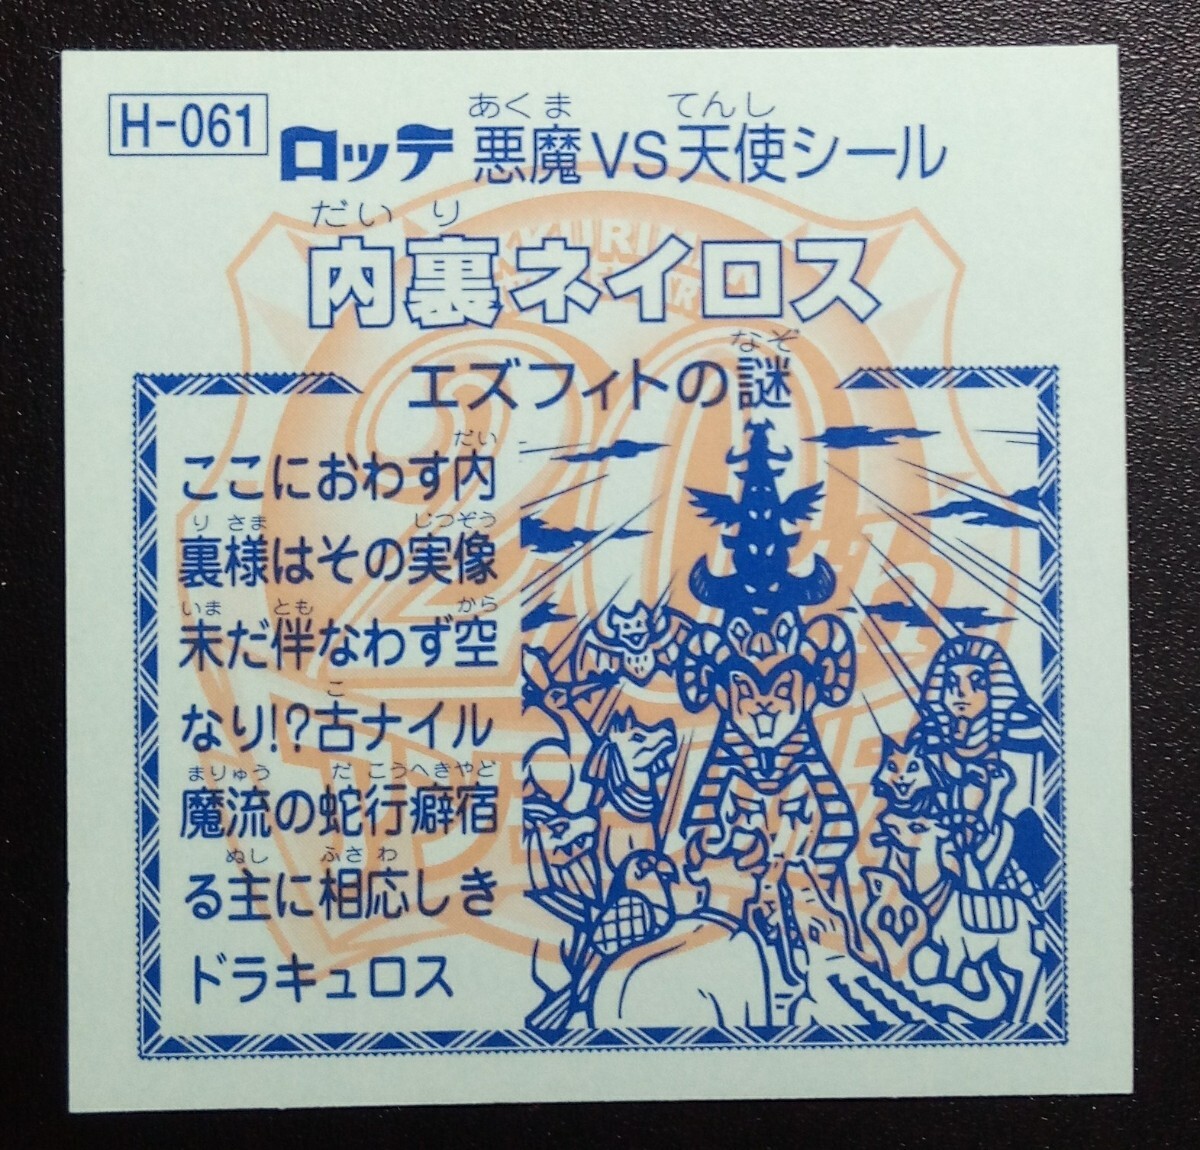 H-061
ロッテ 悪魔VS天使シール
あくま てんし
だいり
内裏ネイロス
なぞ
エズフィトの謎
だい
ここにおわす内
りさま じつぞう
裏様はその実像
いま とも から
未だ伴なわず空
こ
なり!?古ナイル
まりゅう だこうへきやど
魔流の蛇行癖宿
ぬし ふさわ
る主に相応しき
ドラキュロス
20th